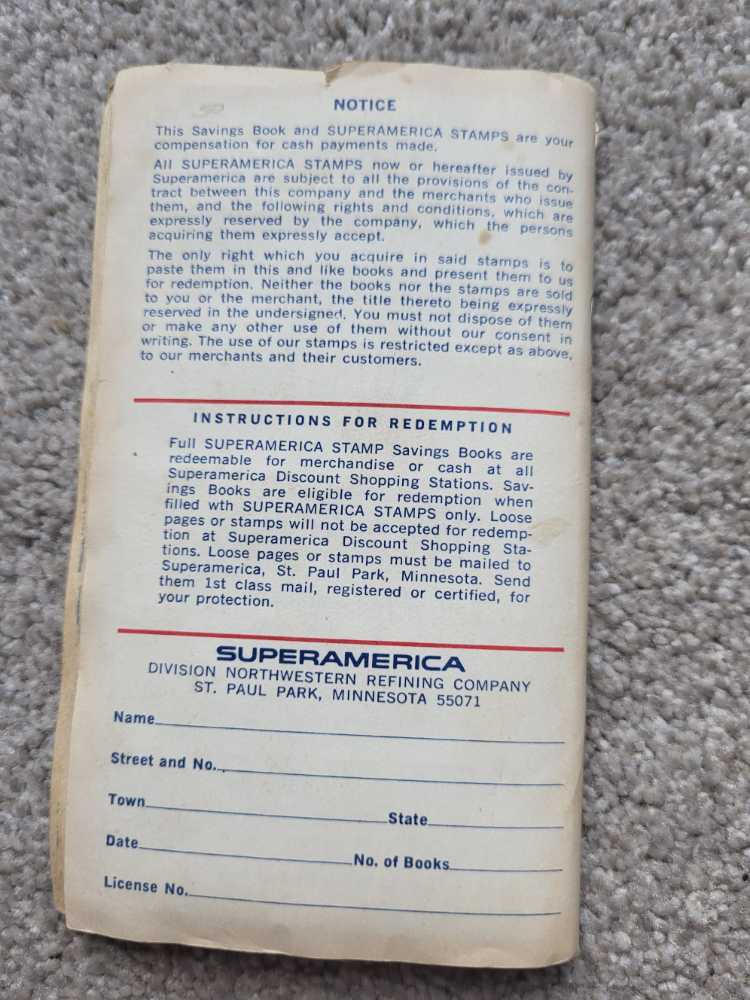 NOTICE
This Savings Book and SUPERAMERICA STAMPS are your
compensation for cash payments made.
All SUPERAMERICA STAMPS now or hereafter issued by
Superamerica are subject to all the provisions of the con-
tract between this company and the merchants who issue
them, and the following rights and conditions, which are
expressly reserved by the company, which the persons
acquiring them expressly accept.
The only right which you acquire in said stamps is to
paste them in this and like books and present them to us
for redemption. Neither the books nor the stamps are sold
to you or the merchant, the title thereto being expressly
reserved in the undersigned. You must not dispose of them
or make any other use of them without our consent in
writing. The use of our stamps is restricted except as above,
to our merchants and their customers.
INSTRUCTIONS FOR REDEMPTION
Full SUPERAMERICA STAMP Savings Books are
redeemable for merchandise or cash at all
Superamerica Discount Shopping Stations. Sav-
ings Books are eligible for redemption when
filled wth SUPERAMERICA STAMPS only. Loose
pages or stamps will not be accepted for redemp-
tion at Superamerica Discount Shopping Sta-
tions. Loose pages or stamps must be mailed to
Superamerica, St. Paul Park, Minnesota. Send
them 1st class mail, registered or certified, for
your protection.
SUPERAMERICA
DIVISION NORTHWESTERN REFINING COMPANY
ST. PAUL PARK, MINNESOTA 55071
Name
Street and No.
Town State
Date No. of Books
License No.